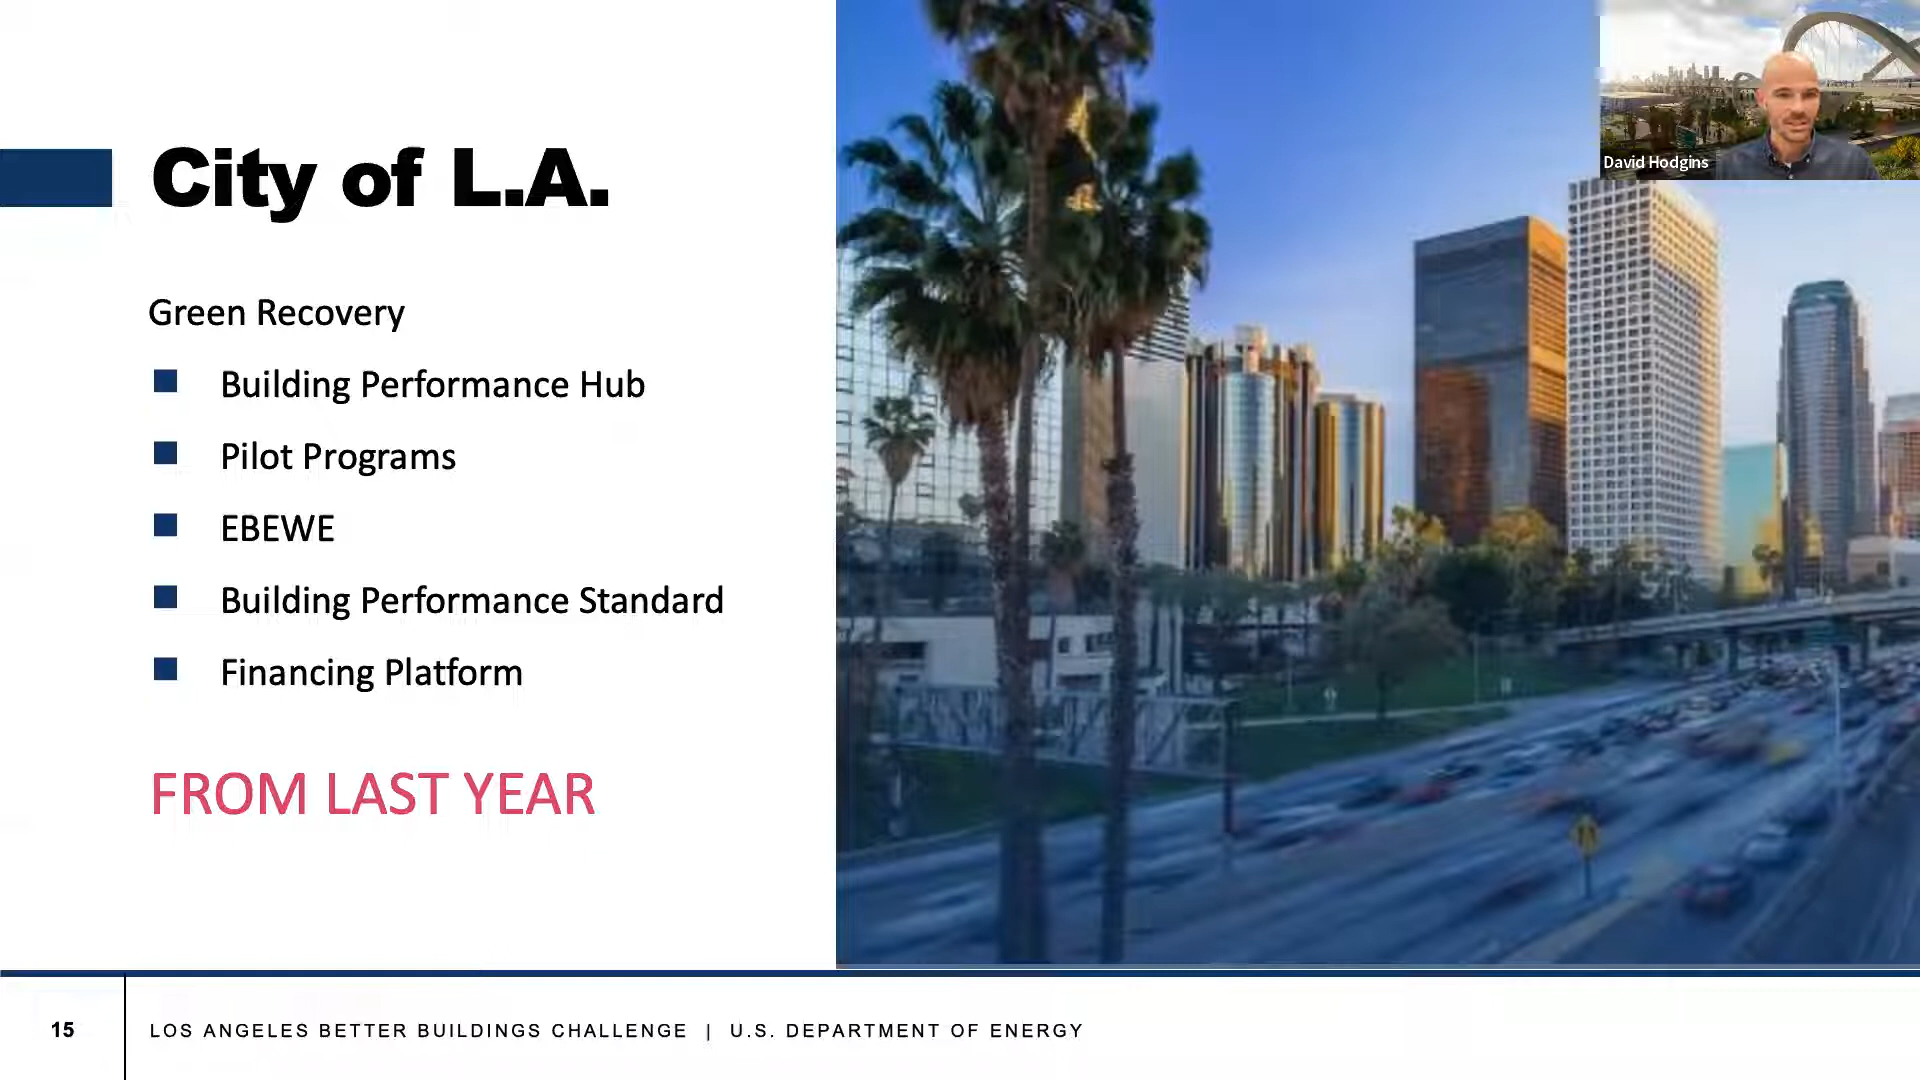 City of L.A.
Green Recovery
Building Performance Hub
Pilot Programs
EBEWE
Building Performance Standard
Financing Platform
FROM LAST YEAR
David Hodgins
15
LOS ANGELES BETTER BUILDINGS CHALLENGE | U.S. DEPARTMENT OF ENERGY